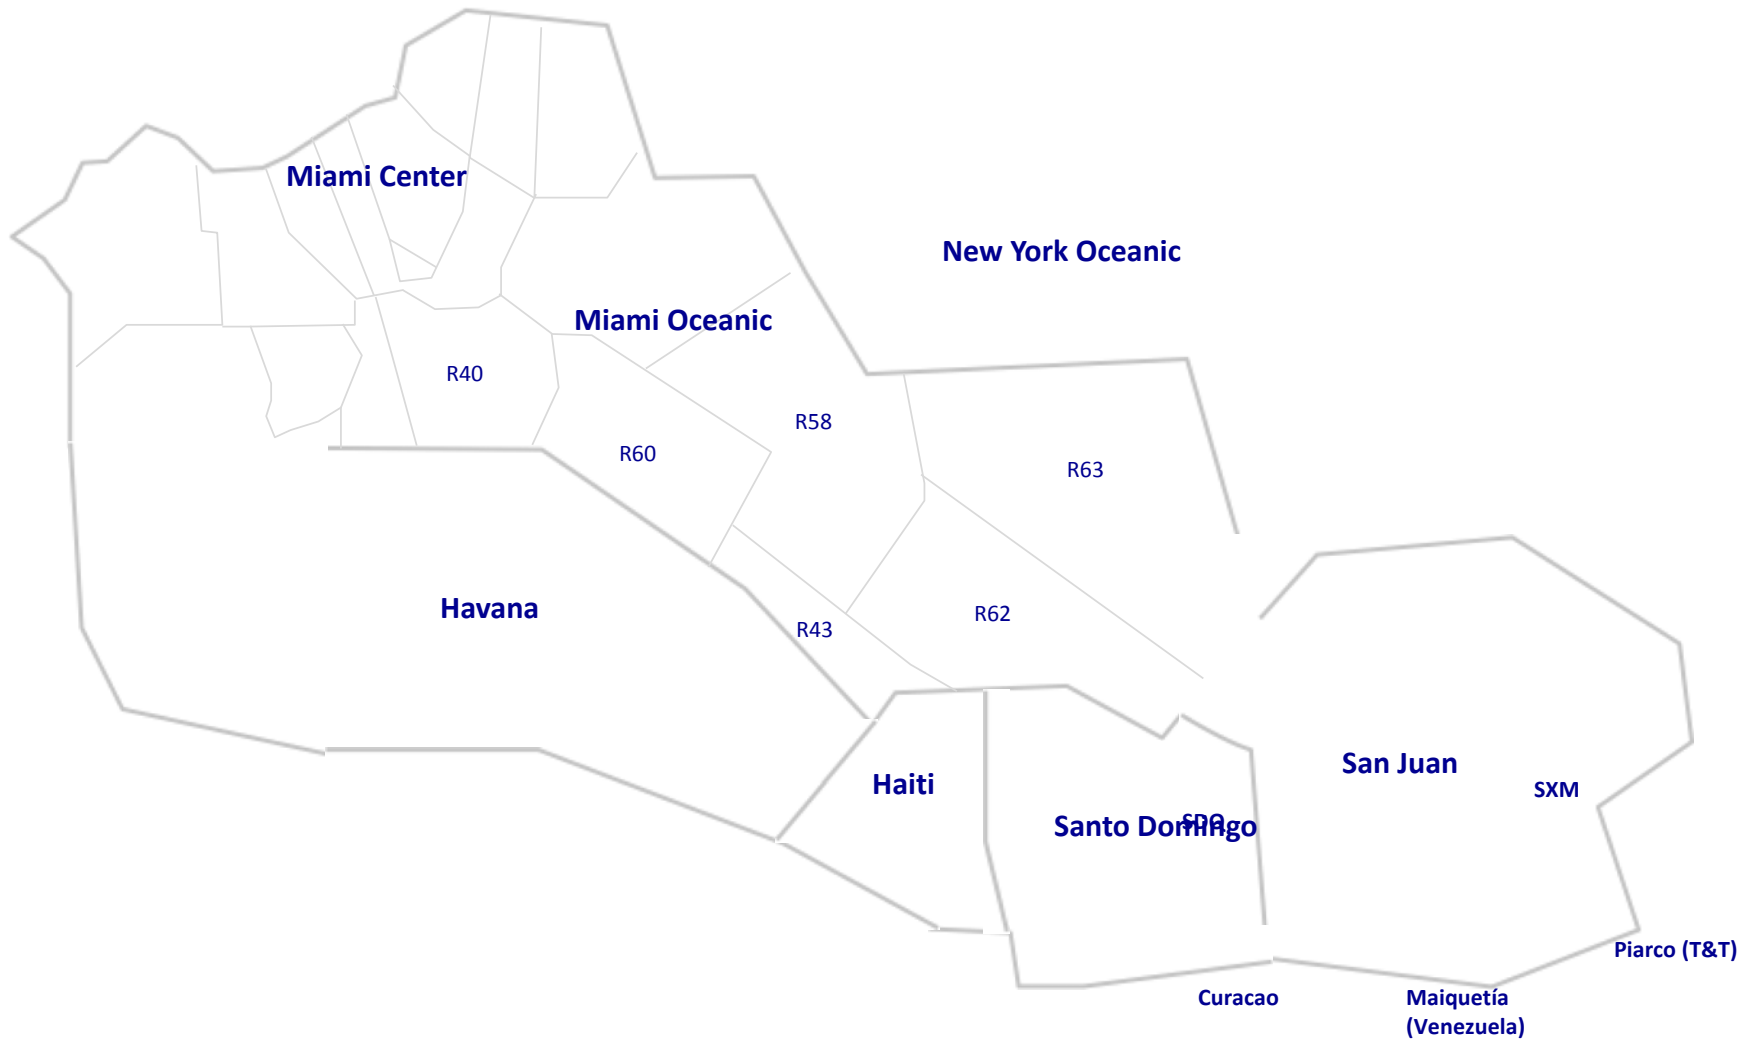 Miami Center
New York Oceanic
Miami Oceanic
R40
R58
R60
R63
Havana
R43
R62
Haiti
San Juan
SXM
SDQ
Santo Domingo
Piarco (T&T)
Curacao
Maiquetía
(Venezuela)